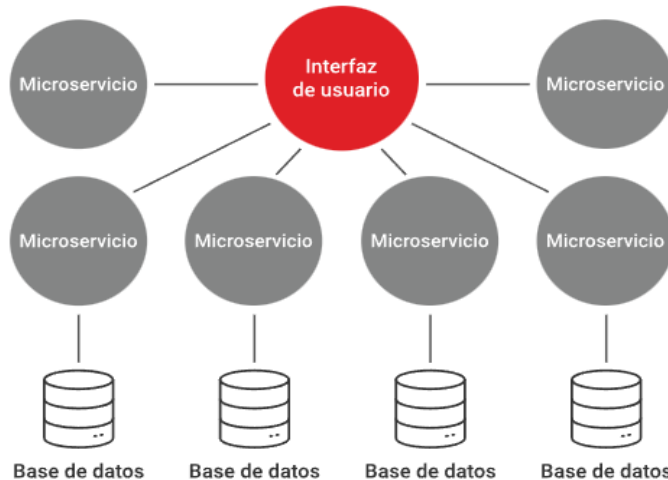 Microservicio
Interfaz
de usuario
Microservicio
Microservicio
Microservicio
Microservicio
Microservicio
Base de datos
Base de datos
Base de datos
Base de datos